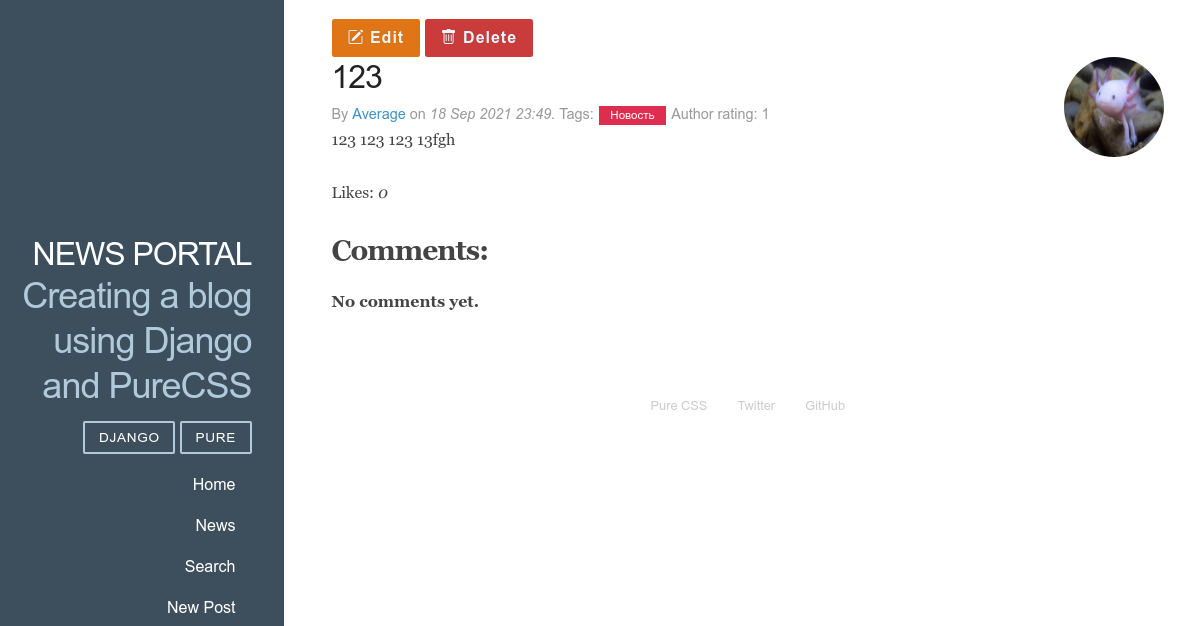 NEWS PORTAL
Creating a blog
using Django
and PureCSS
DJANGO PURE
Home
News
Search
New Post
Edit Delete
123
By Average on 18 Sep 2021 23:49. Tags: Новость Author rating: 1
123 123 123 13fgh
Likes: 0
Comments:
No comments yet.
Pure CSS Twitter GitHub